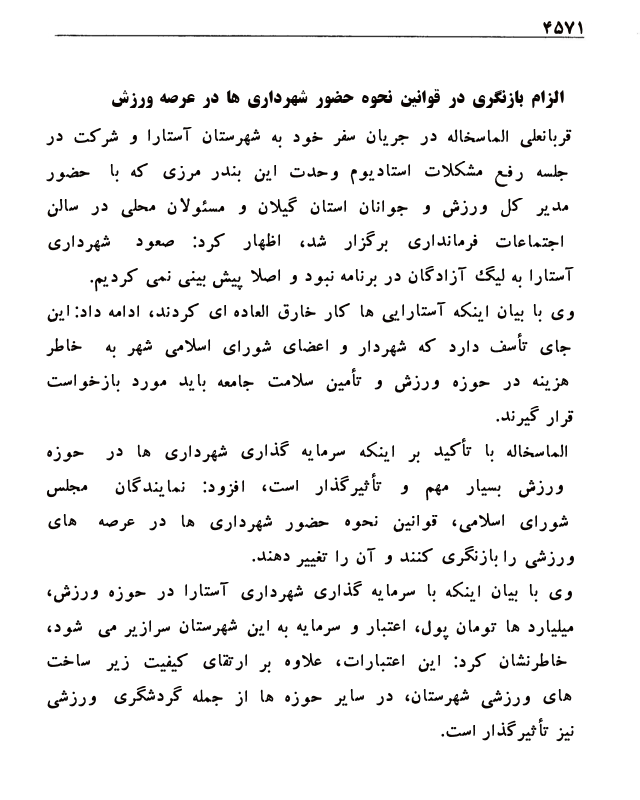 ۴۵۷۱
الزام بازنگری در قوانین نحوه حضور شهرداری ها در عرصه ورزش
قربانعلی الماسخاله در جریان سفر خود به شهرستان آستارا و شرکت در
جلسه رفع مشکلات استادیوم وحدت این بندر مرزی که با حضور
مدیر کل ورزش و جوانان استان گیلان و مسئولان محلی در سالن
اجتماعات فرمانداری برگزار شد، اظهار کرد: صعود شهرداری
آستارا به لیگ آزادگان در برنامه نبود و اصلا پیش بینی نمی کردیم.
وی با بیان اینکه آستارایی ها کار خارق العاده ای کردند، ادامه داد: این
جای تأسف دارد که شهردار و اعضای شورای اسلامی شهر به خاطر
هزینه در حوزه ورزش و تأمین سلامت جامعه باید مورد بازخواست
قرار گیرند.
الماسخاله با تأکید بر اینکه سرمایه گذاری شهرداری ها در حوزه
ورزش بسیار مهم و تأثیرگذار است، افزود: نمایندگان مجلس
شورای اسلامی، قوانین نحوه حضور شهرداری ها در عرصه های
ورزشی را بازنگری کنند و آن را تغییر دهند.
وی با بیان اینکه با سرمایه گذاری شهرداری آستارا در حوزه ورزش،
میلیارد ها تومان پول، اعتبار و سرمایه به این شهرستان سرازیر می شود،
خاطرنشان کرد: این اعتبارات، علاوه بر ارتقای کیفیت زیر ساخت
های ورزشی شهرستان، در سایر حوزه ها از جمله گردشگری ورزشی
نیز تأثیرگذار است.